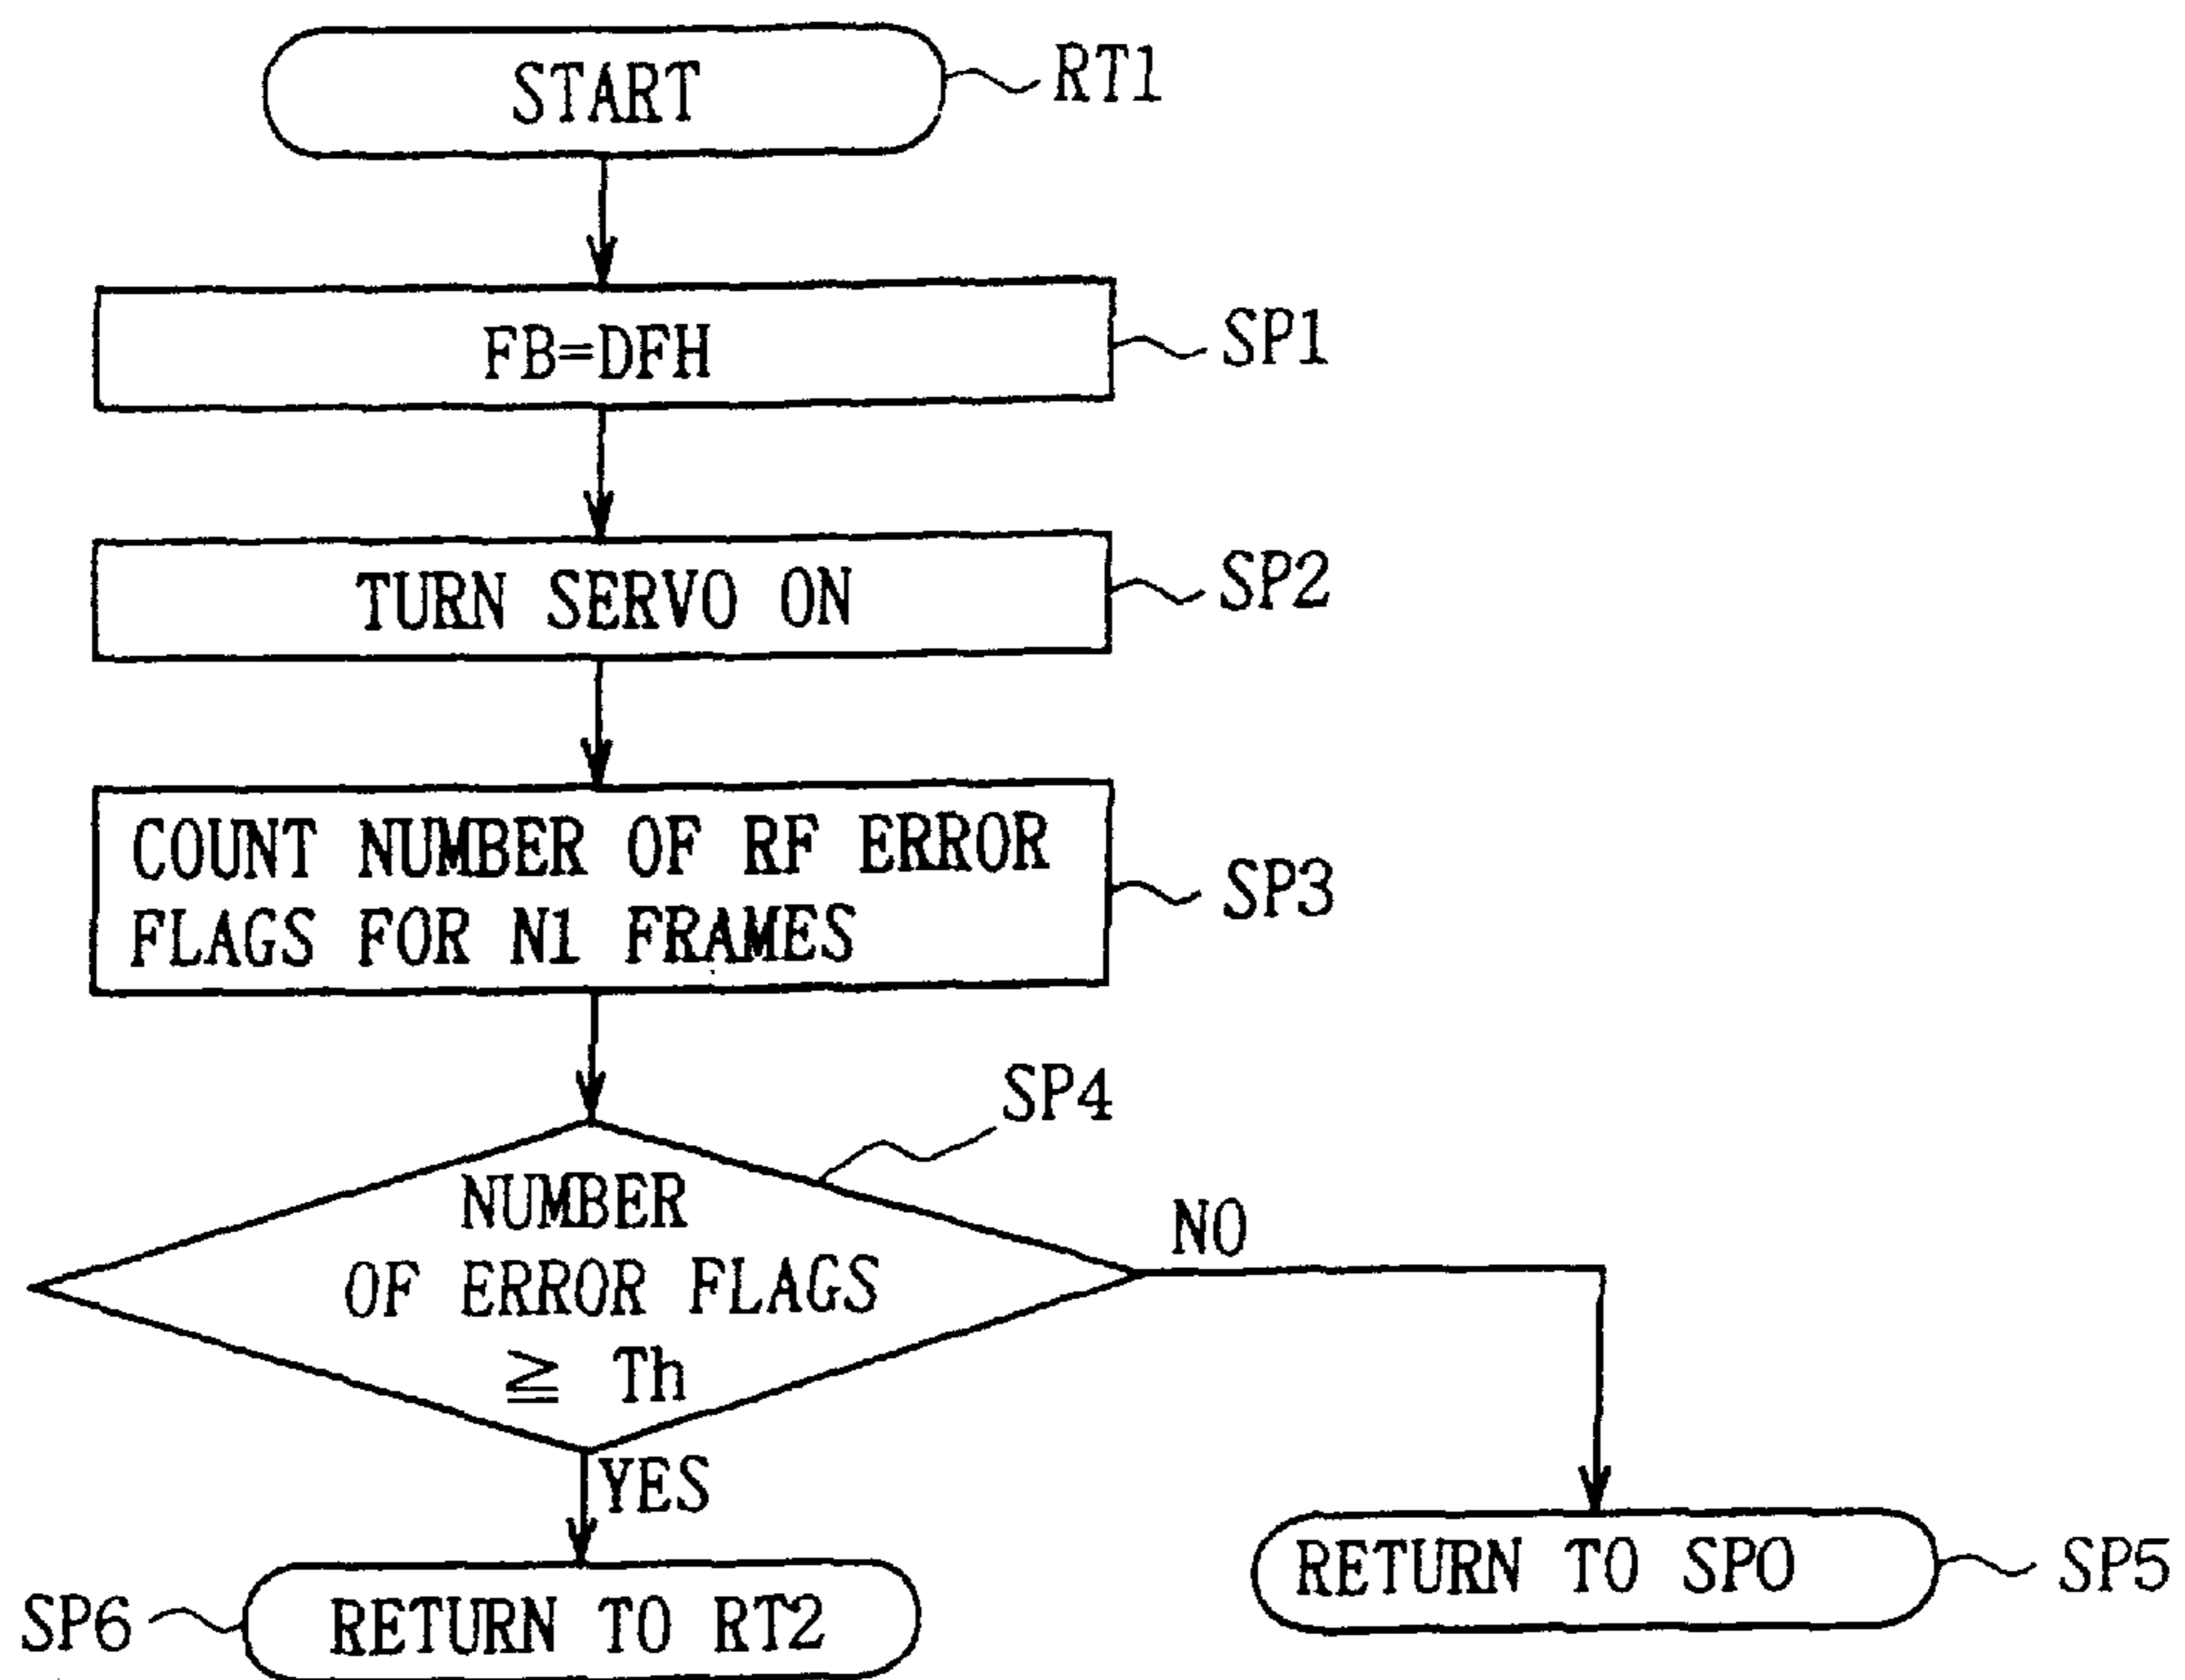 START
RT1
FB=DFH
SP1
TURN SERVO ON
SP2
COUNT NUMBER OF RF ERROR
FLAGS FOR N1 FRAMES
SP3
SP4
NUMBER
OF ERROR FLAGS
≧ Th
NO
YES
RETURN TO SP0
SP5
SP6
RETURN TO RT2